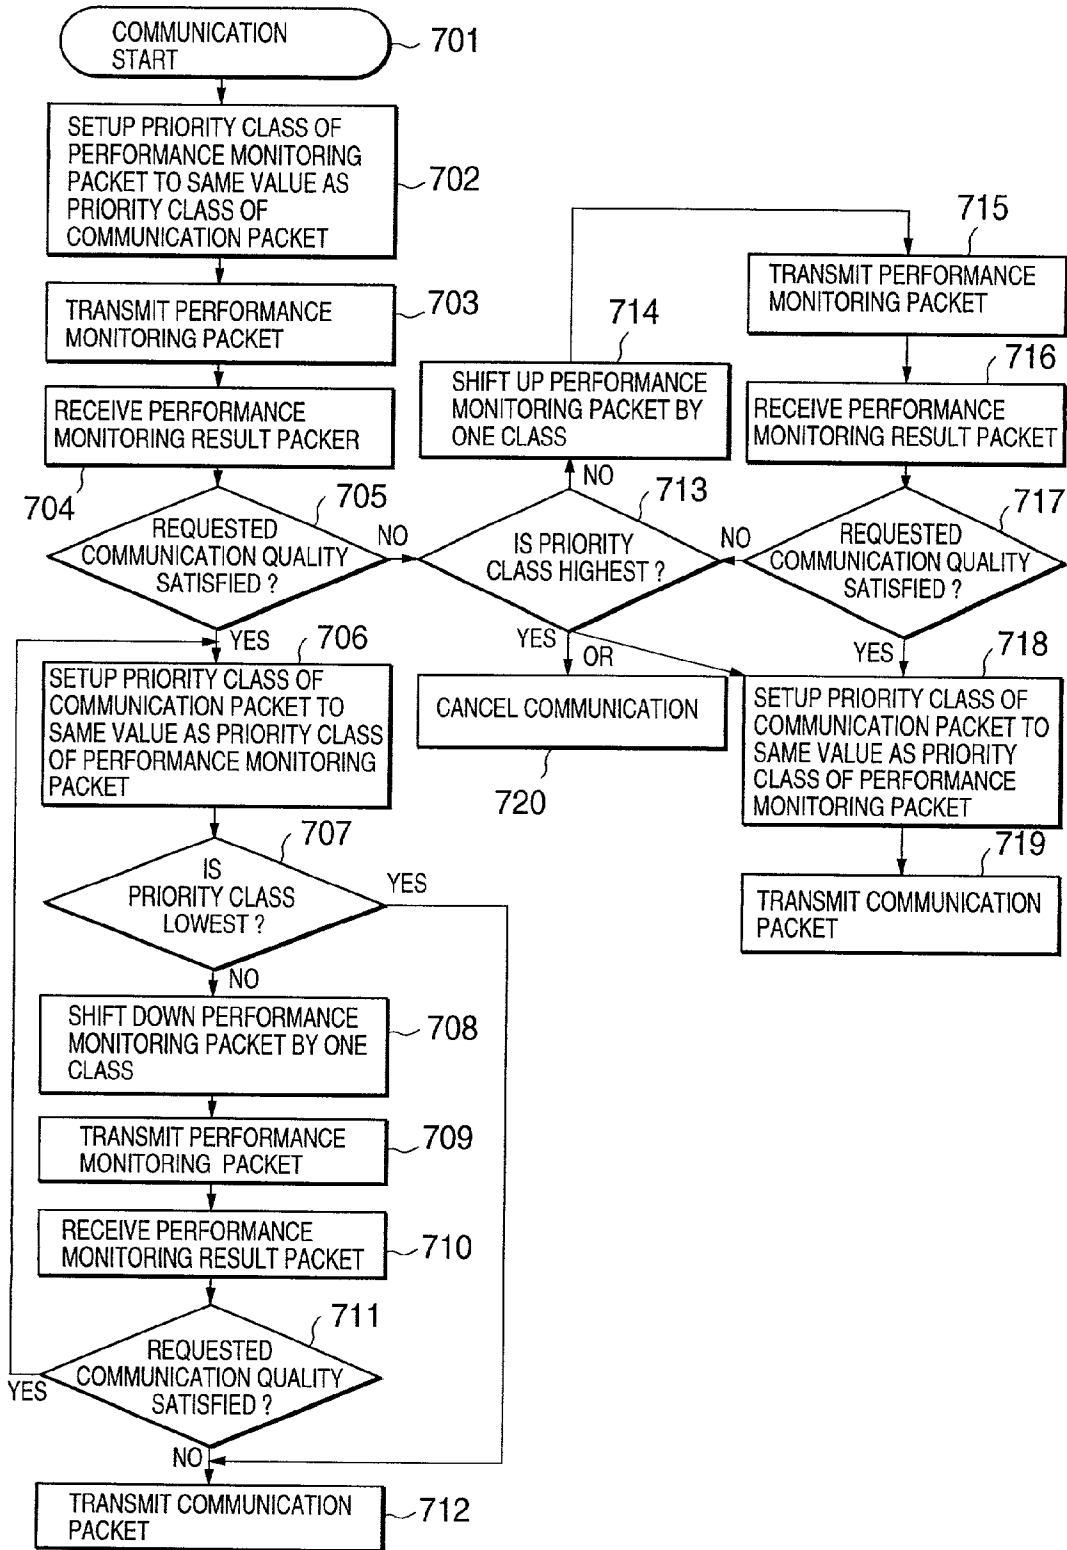 COMMUNICATION
START
701
SETUP PRIORITY CLASS OF
PERFORMANCE MONITORING
PACKET TO SAME VALUE AS
PRIORITY CLASS OF
COMMUNICATION PACKET
702
TRANSMIT PERFORMANCE
MONITORING PACKET
703
RECEIVE PERFORMANCE
MONITORING RESULT PACKER
704
705
REQUESTED
COMMUNICATION QUALITY
SATISFIED ?
NO
YES
706
SETUP PRIORITY CLASS OF
COMMUNICATION PACKET TO
SAME VALUE AS PRIORITY CLASS
OF PERFORMANCE MONITORING
PACKET
707
IS
PRIORITY CLASS
LOWEST ?
YES
NO
SHIFT DOWN PERFORMANCE
MONITORING PACKET BY ONE
CLASS
708
TRANSMIT PERFORMANCE
MONITORING PACKET
709
RECEIVE PERFORMANCE
MONITORING RESULT PACKET
710
711
REQUESTED
COMMUNICATION QUALITY
SATISFIED ?
YES
NO
TRANSMIT COMMUNICATION
PACKET
712
714
SHIFT UP PERFORMANCE
MONITORING PACKET BY
ONE CLASS
NO
713
IS PRIORITY
CLASS HIGHEST ?
YES
OR
CANCEL COMMUNICATION
720
715
TRANSMIT PERFORMANCE
MONITORING PACKET
716
RECEIVE PERFORMANCE
MONITORING RESULT PACKET
717
REQUESTED
COMMUNICATION QUALITY
SATISFIED ?
NO
YES
718
SETUP PRIORITY CLASS OF
COMMUNICATION PACKET TO
SAME VALUE AS PRIORITY
CLASS OF PERFORMANCE
MONITORING PACKET
719
TRANSMIT COMMUNICATION
PACKET